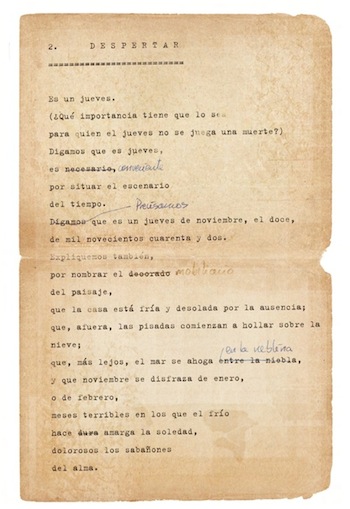 2. DESPERTAR
==========================
Es un jueves.
(¿Qué importancia tiene que lo sea
para quien el jueves no se juega una muerte?)
Digamos que es jueves,
es necesario, conveniente
por situar el escenario
del tiempo. Precisamos
Digamos que es un jueves de noviembre, el doce,
de mil novecientos cuarenta y dos.
Expliquemos también,
por nombrar el decorado mobiliario
del paisaje,
que la casa está fría y desolada por la ausencia;
que, afuera, las pisadas comienzan a hollar sobre la
nieve;
en la neblina
que, más lejos, el mar se ahoga entre la niebla,
y que noviembre se disfraza de enero,
o de febrero,
meses terribles en los que el frío
hace dura amarga la soledad,
dolorosos los sabañones
del alma.